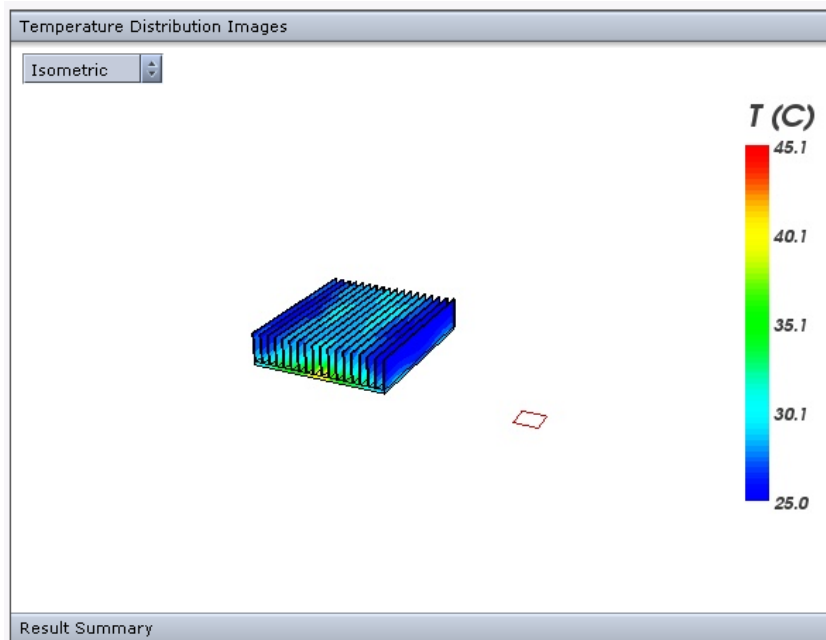 Temperature Distribution Images
Isometric
T (C)
45.1
40.1
35.1
30.1
25.0
Result Summary